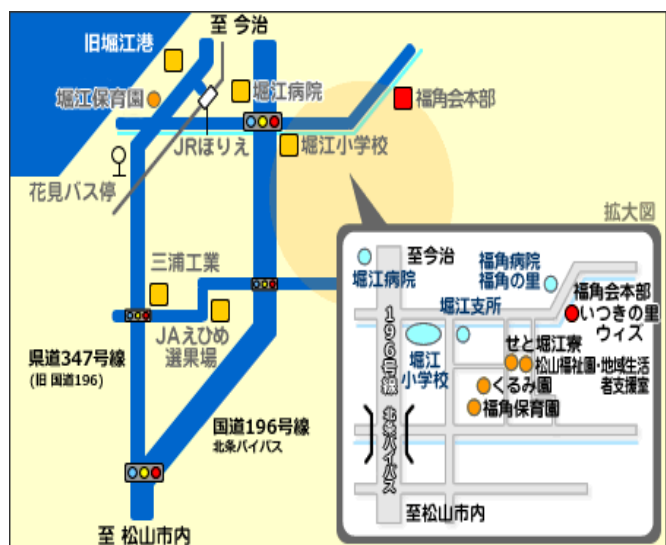 至 今治
旧堀江港
堀江保育園
堀江病院
福角会本部
JRほりえ
堀江小学校
花見バス停
拡大図
三浦工業
JAえひめ
選果場
県道347号線
(旧 国道196)
国道196号線
北条バイパス
至 松山市内
至今治
堀江病院
福角病院
福角の里
196号線 北条バイパス
堀江支所
福角会本部
いつきの里
ウィズ
堀江
小学校
せと堀江寮
松山福祉園・地域生活
者支援室
くるみ園
福角保育園
至松山市内